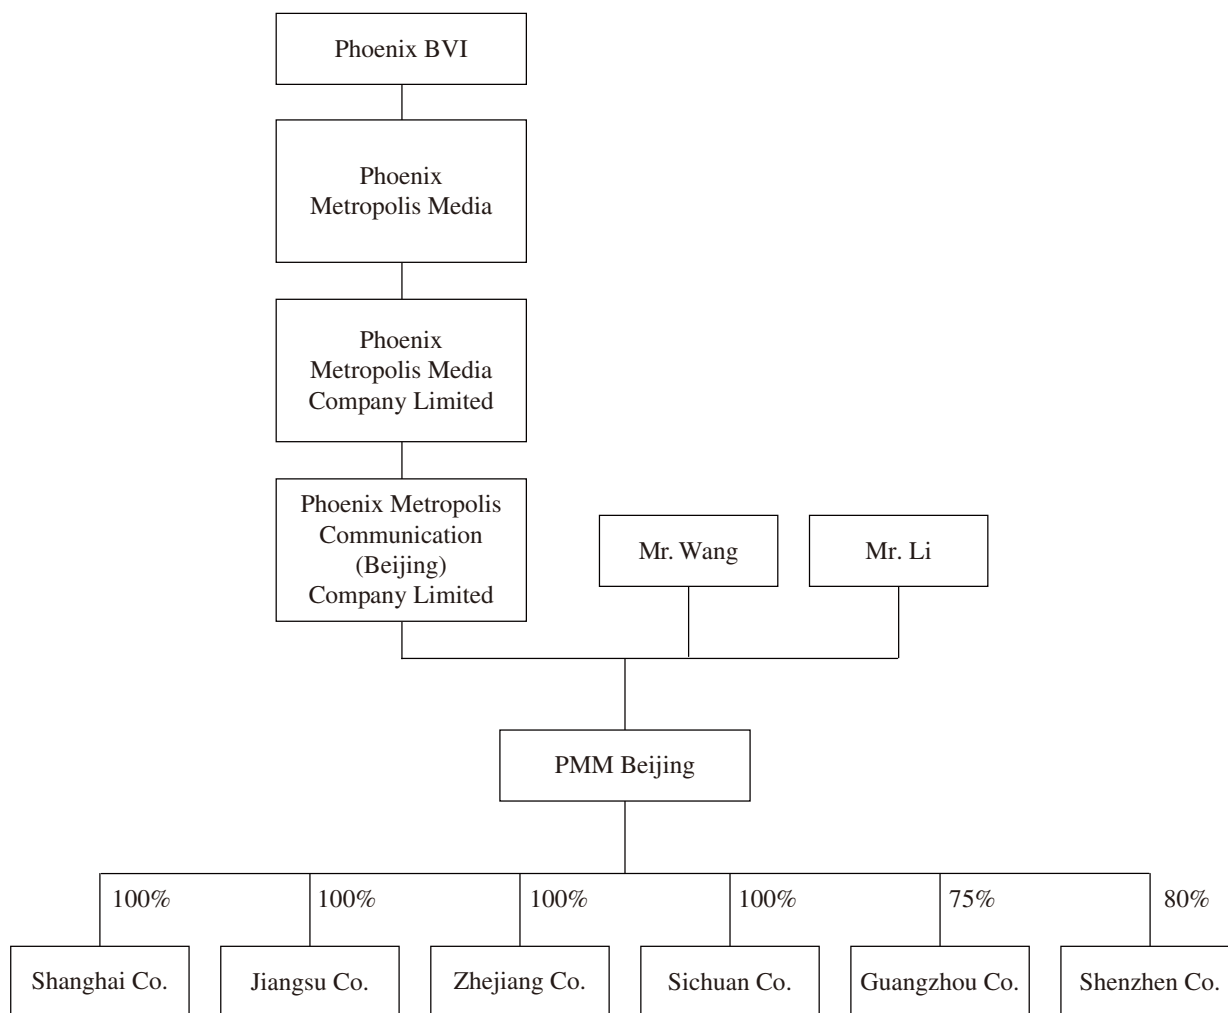 Phoenix BVI
Phoenix
Metropolis Media
Phoenix
Metropolis Media
Company Limited
Phoenix Metropolis
Communication
(Beijing)
Company Limited
Mr. Wang
Mr. Li
PMM Beijing
100%
100%
100%
100%
75%
80%
Shanghai Co.
Jiangsu Co.
Zhejiang Co.
Sichuan Co.
Guangzhou Co.
Shenzhen Co.